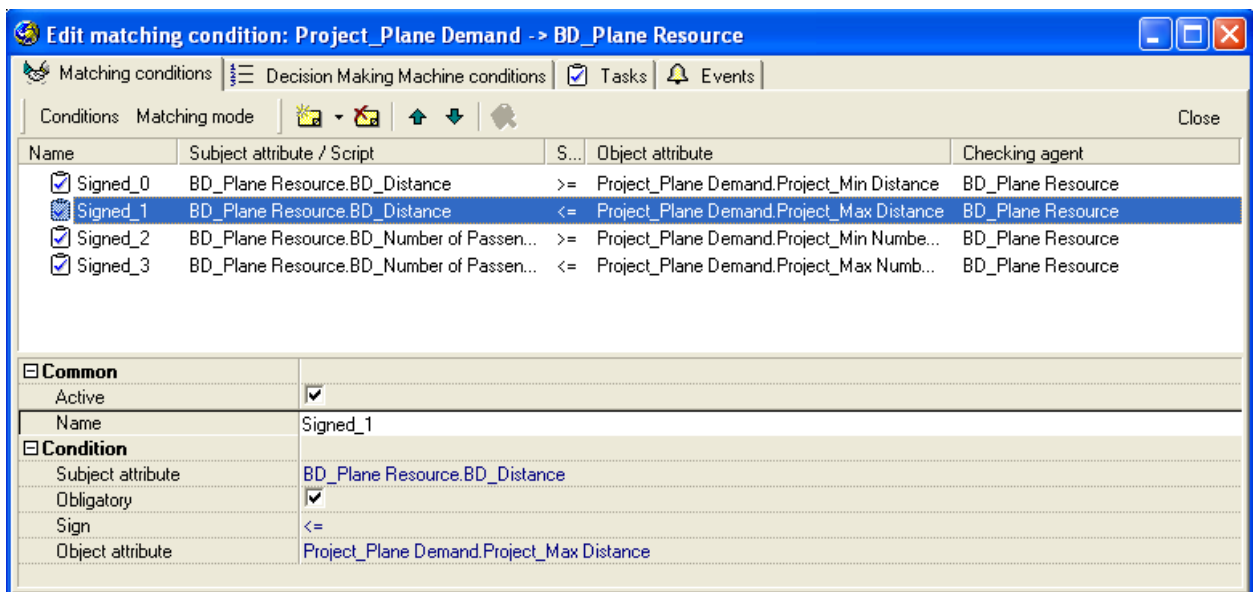 Edit matching condition: Project_Plane Demand -> BD_Plane Resource
Matching conditions Decision Making Machine conditions Tasks Events
Conditions Matching mode Close
Name Subject attribute / Script S... Object attribute Checking agent
Signed_0 BD_Plane Resource.BD_Distance >= Project_Plane Demand.Project_Min Distance BD_Plane Resource
Signed_1 BD_Plane Resource.BD_Distance <= Project_Plane Demand.Project_Max Distance BD_Plane Resource
Signed_2 BD_Plane Resource.BD_Number of Passen... >= Project_Plane Demand.Project_Min Numbe... BD_Plane Resource
Signed_3 BD_Plane Resource.BD_Number of Passen... <= Project_Plane Demand.Project_Max Numb... BD_Plane Resource
Common
Active
Name Signed_1
Condition
Subject attribute BD_Plane Resource.BD_Distance
Obligatory
Sign <=
Object attribute Project_Plane Demand.Project_Max Distance